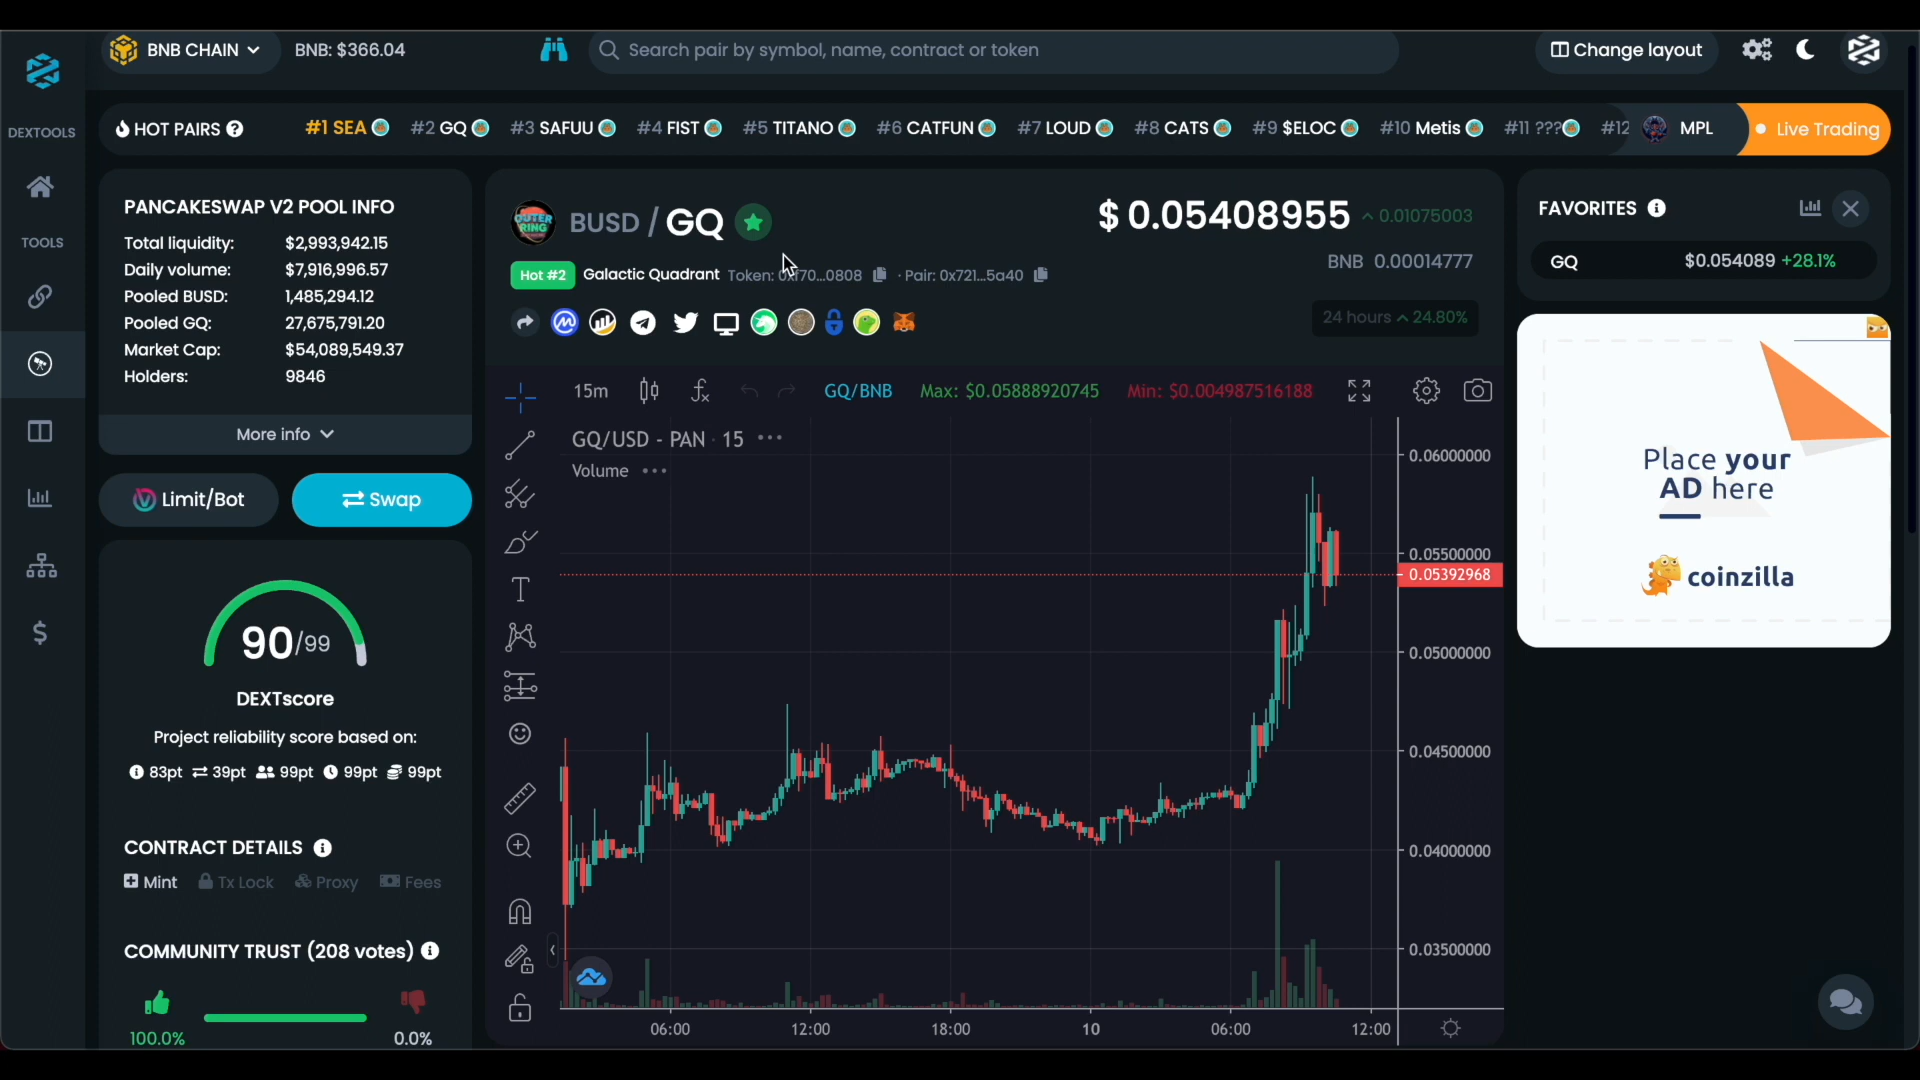 BNB CHAIN
BNB: $366.04
Search pair by symbol, name, contract or token
Change layout
DEXTOOLS
HOT PAIRS
#1 SEA #2 GQ #3 SAFUU #4 FIST #5 TITANO #6 CATFUN #7 LOUD #8 CATS #9 $ELOC #10 Metis #11 ??? #12
MPL
Live Trading
TOOLS
PANCAKESWAP V2 POOL INFO
Total liquidity: $2,993,942.15
Daily volume: $7,916,996.57
Pooled BUSD: 1,485,294.12
Pooled GQ: 27,675,791.20
Market Cap: $54,089,549.37
Holders: 9846
More info
Limit/Bot
Swap
90/99
DEXTscore
Project reliability score based on:
83pt 39pt 99pt 99pt 99pt
CONTRACT DETAILS
Mint Tx Lock Proxy Fees
COMMUNITY TRUST (208 votes)
100.0% 0.0%
OUTER
RING
BUSD / GQ
$ 0.05408955 0.01075003
BNB 0.00014777
Hot #2 Galactic Quadrant Token: 0xf70...0808 · Pair: 0x721...5a40
24 hours 24.80%
15m
GQ/BNB Max: $0.05888920745 Min: $0.004987516188
GQ/USD - PAN · 15 ···
Volume ···
0.06000000
0.05500000
0.05392968
0.05000000
0.04500000
0.04000000
0.03500000
06:00 12:00 18:00 10 06:00 12:00
FAVORITES
GQ $0.054089 +28.1%
Place your
AD here
coinzilla